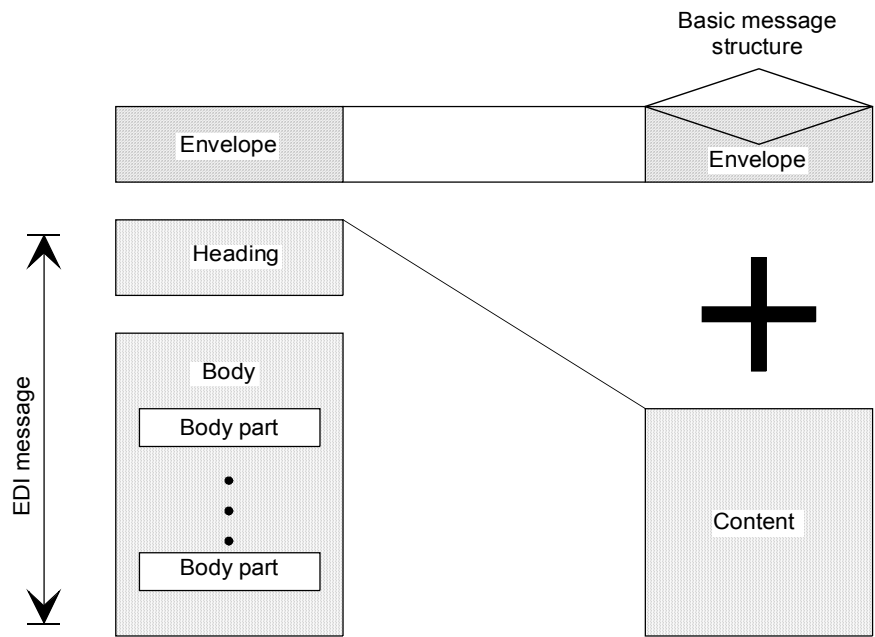 Basic message
structure
Envelope
Envelope
Heading
EDI message
Body
Body part
Body part
Content